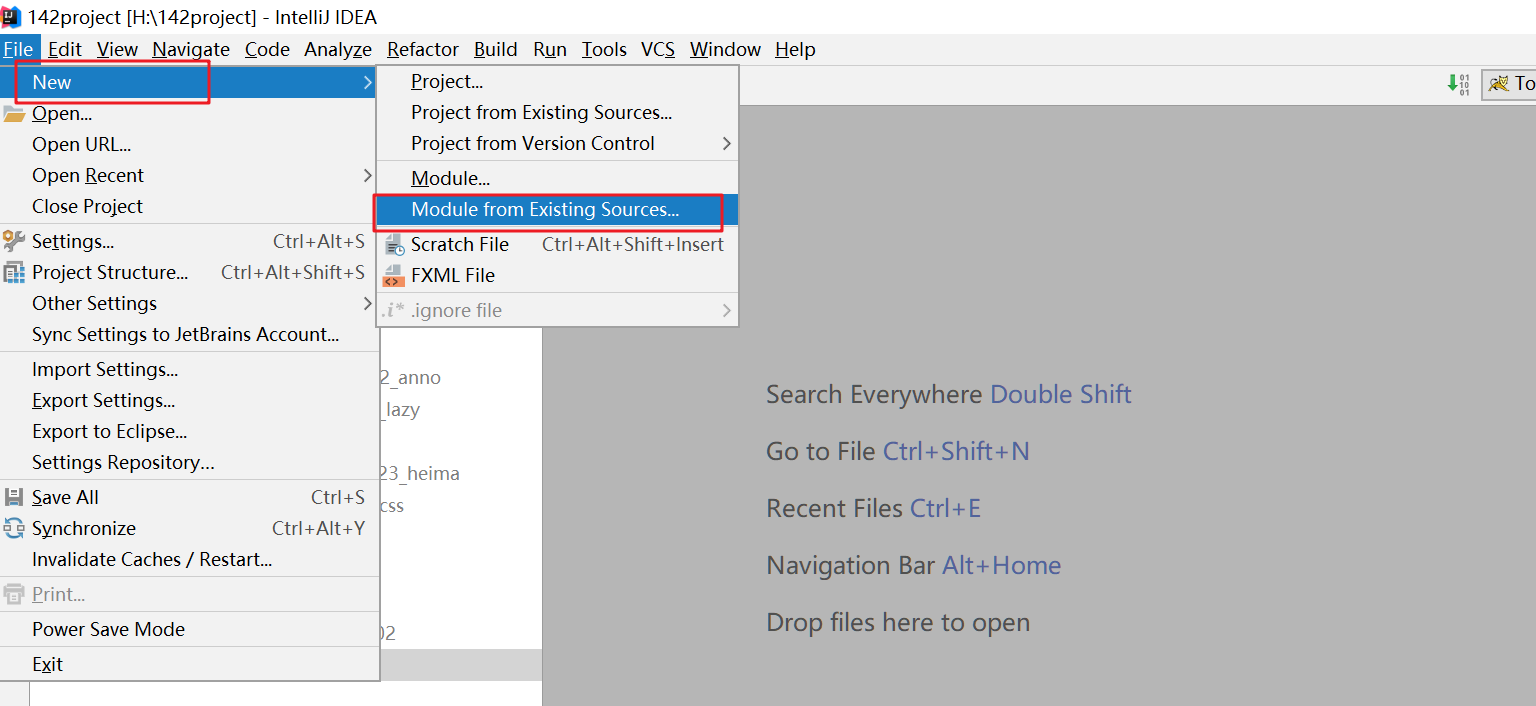 142project [H:\142project] - IntelliJ IDEA
File Edit View Navigate Code Analyze Refactor Build Run Tools VCS Window Help
New
Open...
Open URL...
Open Recent
Close Project
Settings... Ctrl+Alt+S
Project Structure... Ctrl+Alt+Shift+S
Other Settings
Sync Settings to JetBrains Account...
Import Settings...
Export Settings...
Export to Eclipse...
Settings Repository...
Save All Ctrl+S
Synchronize Ctrl+Alt+Y
Invalidate Caches / Restart...
Print...
Power Save Mode
Exit
Project...
Project from Existing Sources...
Project from Version Control
Module...
Module from Existing Sources...
Scratch File Ctrl+Alt+Shift+Insert
FXML File
.i* .ignore file
2_anno
_lazy
23_heima
css
02
Search Everywhere Double Shift
Go to File Ctrl+Shift+N
Recent Files Ctrl+E
Navigation Bar Alt+Home
Drop files here to open
01
10
01
To